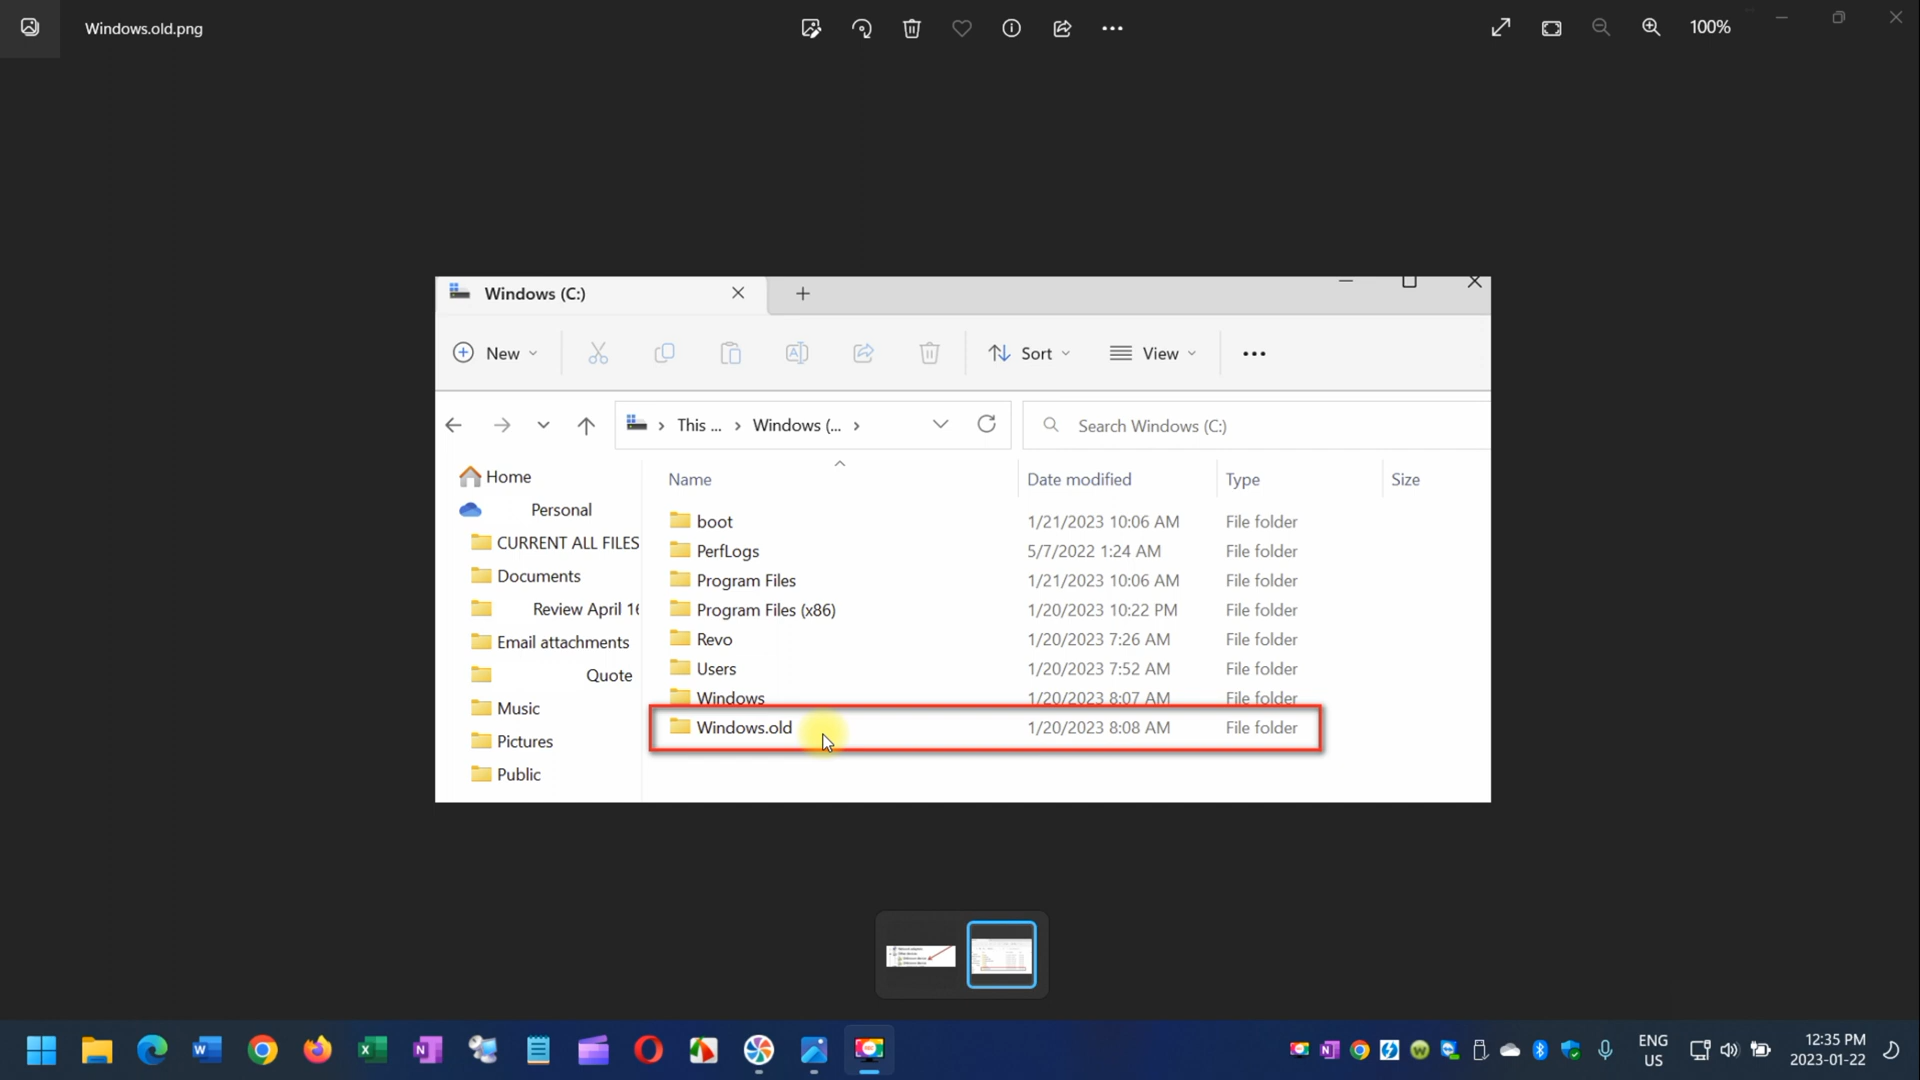 Windows.old.png
100%
Windows (C:)
New
Sort
View
This ...
Windows (...
Search Windows (C:)
Name
Date modified
Type
Size
Home
Personal
CURRENT ALL FILES
Documents
Review April 16
Email attachments
Quote
Music
Pictures
Public
boot 1/21/2023 10:06 AM File folder
PerfLogs 5/7/2022 1:24 AM File folder
Program Files 1/21/2023 10:06 AM File folder
Program Files (x86) 1/20/2023 10:22 PM File folder
Revo 1/20/2023 7:26 AM File folder
Users 1/20/2023 7:52 AM File folder
Windows 1/20/2023 8:07 AM File folder
Windows.old 1/20/2023 8:08 AM File folder
ENG
US
12:35 PM
2023-01-22